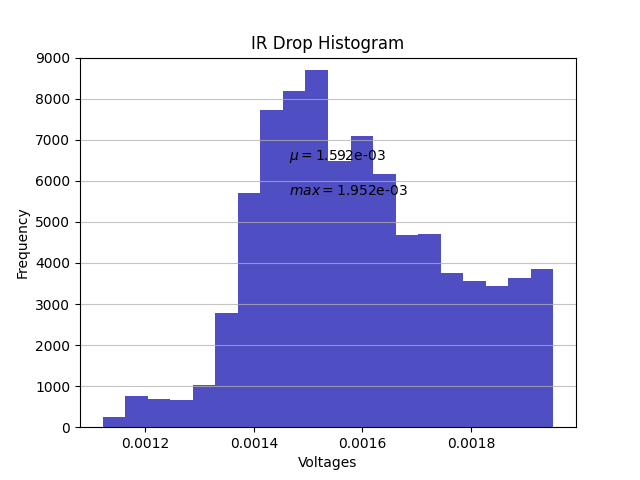 IR Drop Histogram
9000
8000
7000
6000
5000
4000
3000
2000
1000
0
Frequency
μ = 1.592e-03
max = 1.952e-03
0.0012 0.0014 0.0016 0.0018
Voltages